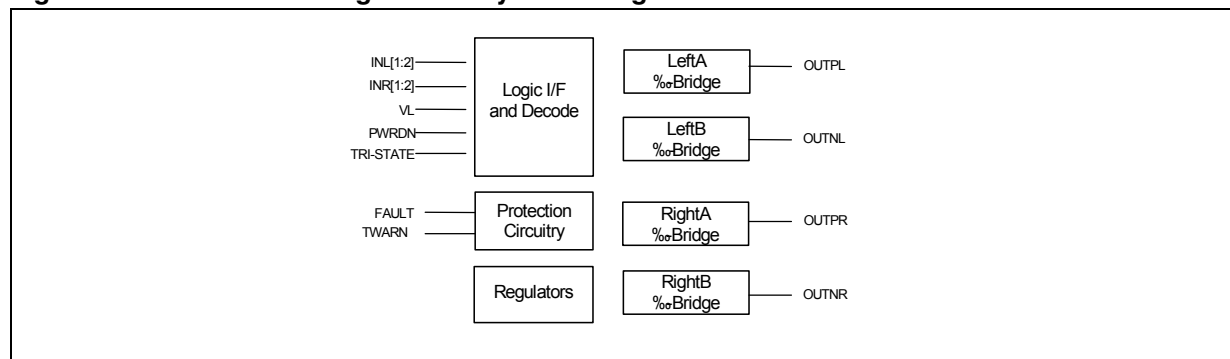 INL[1:2]
INR[1:2]
VL
PWRDN
TRI-STATE
Logic I/F
and Decode
FAULT
TWARN
Protection
Circuitry
Regulators
LeftA
‰Bridge
OUTPL
LeftB
‰Bridge
OUTNL
RightA
‰Bridge
OUTPR
RightB
‰Bridge
OUTNR